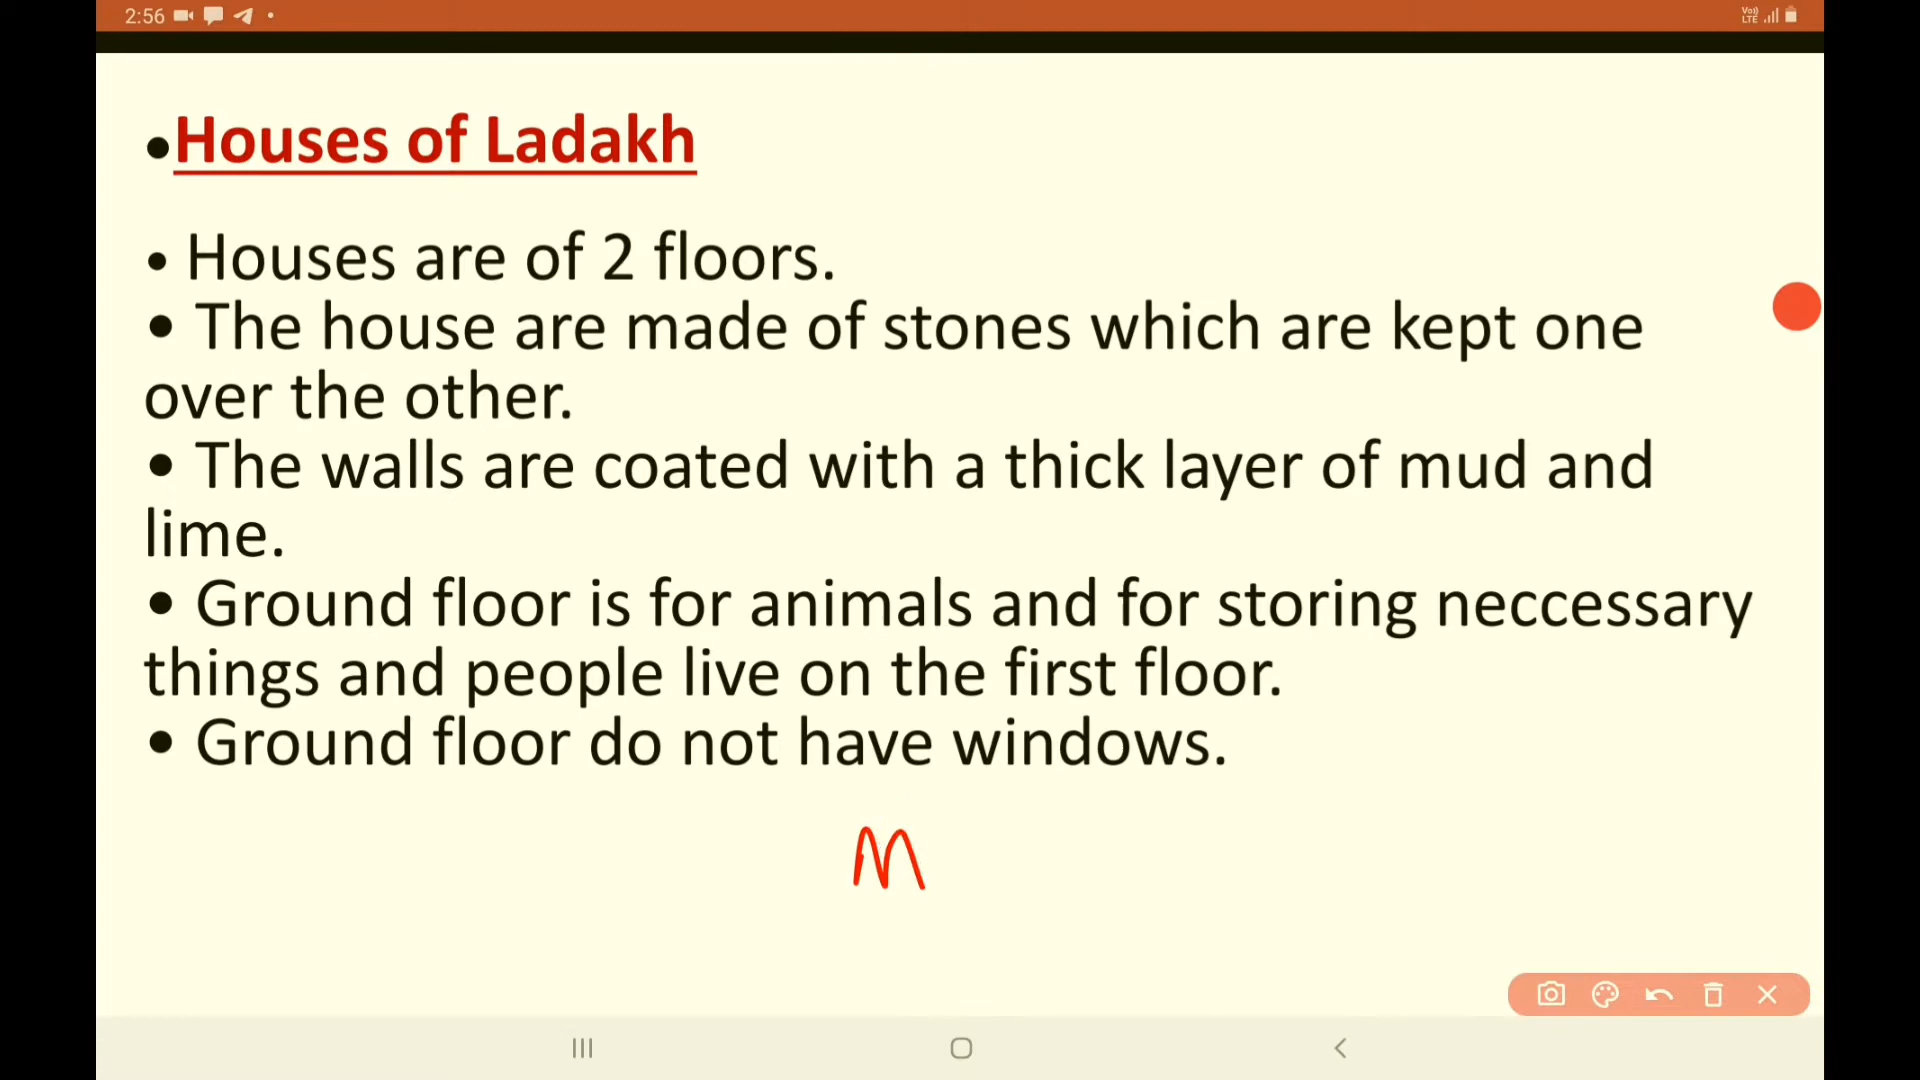 2:56
Vo)) LTE
•Houses of Ladakh
• Houses are of 2 floors.
• The house are made of stones which are kept one
over the other.
• The walls are coated with a thick layer of mud and
lime.
• Ground floor is for animals and for storing neccessary
things and people live on the first floor.
• Ground floor do not have windows.
M